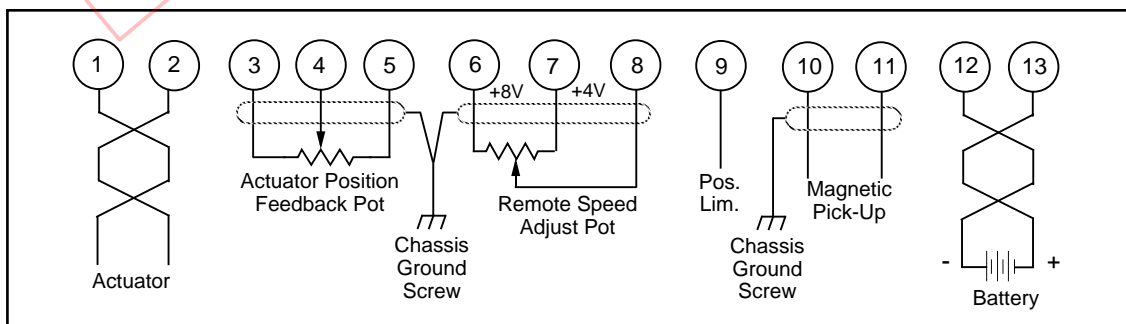 1 2 3 4 5 6 7 8 9 10 11 12 13
+8V +4V
Actuator Position
Feedback Pot
Remote Speed
Adjust Pot
Pos.
Lim.
Magnetic
Pick-Up
Chassis
Ground
Screw
Chassis
Ground
Screw
Actuator
- +
Battery